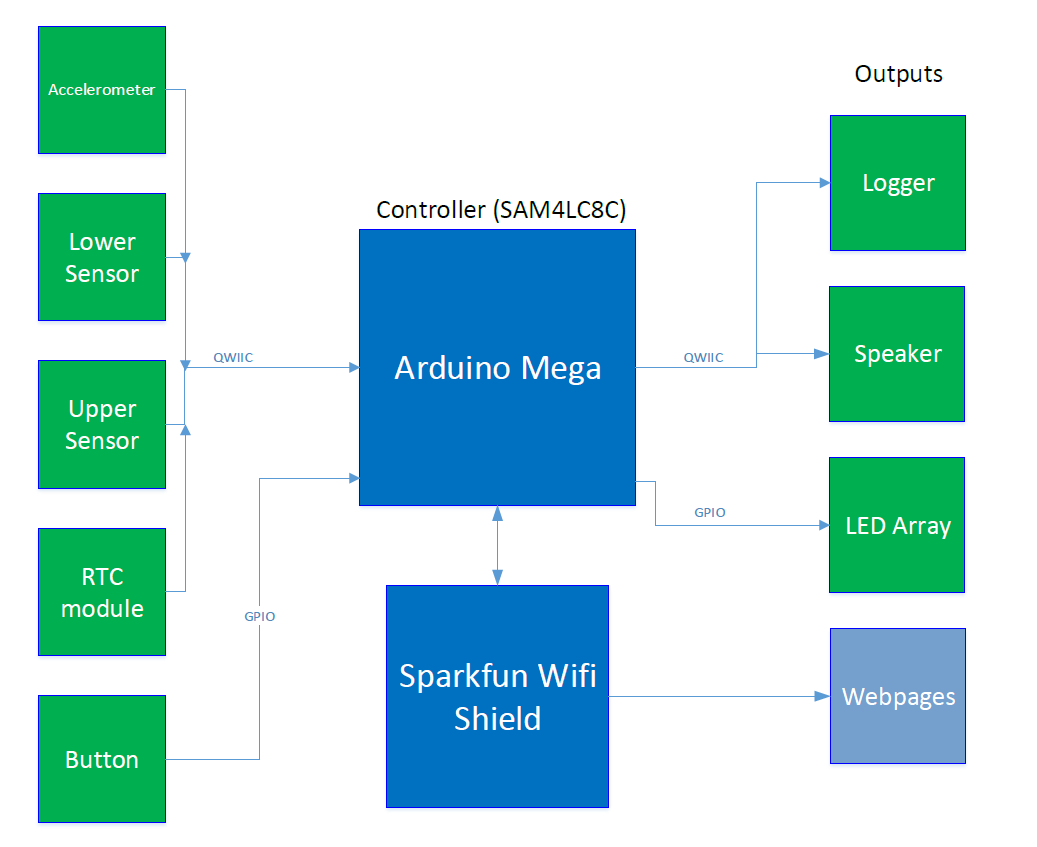 Accelerometer
Lower
Sensor
Upper
Sensor
RTC
module
Button
QWIIC
GPIO
Controller (SAM4LC8C)
Arduino Mega
Sparkfun Wifi
Shield
QWIIC
GPIO
Outputs
Logger
Speaker
LED Array
Webpages